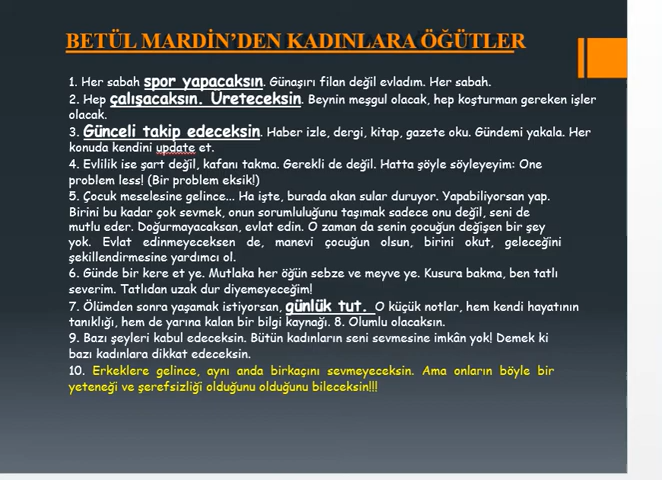 BETÜL MARDİN'DEN KADINLARA ÖĞÜTLER
1. Her sabah spor yapacaksın. Günaşırı filan değil evladım. Her sabah.
2. Hep çalışacaksın. Üreteceksin. Beynin meşgul olacak, hep koşturman gereken işler
olacak.
3. Günceli takip edeceksin. Haber izle, dergi, kitap, gazete oku. Gündemi yakala. Her
konuda kendini update et.
4. Evlilik ise şart değil, kafanı takma. Gerekli de değil. Hatta şöyle söyleyeyim: One
problem less! (Bir problem eksik!)
5. Çocuk meselesine gelince... Ha işte, burada akan sular duruyor. Yapabiliyorsan yap.
Birini bu kadar çok sevmek, onun sorumluluğunu taşımak sadece onu değil, seni de
mutlu eder. Doğurmayacaksan, evlat edin. O zaman da senin çocuğun değişen bir şey
yok. Evlat edinmeyeceksen de, manevi çocuğun olsun, birini okut, geleceğini
şekillendirmesine yardımcı ol.
6. Günde bir kere et ye. Mutlaka her öğün sebze ve meyve ye. Kusura bakma, ben tatlı
severim. Tatlıdan uzak dur diyemeyeceğim!
7. Ölümden sonra yaşamak istiyorsan, günlük tut. O küçük notlar, hem kendi hayatının
tanıklığı, hem de yarına kalan bir bilgi kaynağı. 8. Olumlu olacaksın.
9. Bazı şeyleri kabul edeceksin. Bütün kadınların seni sevmesine imkân yok! Demek ki
bazı kadınlara dikkat edeceksin.
10. Erkeklere gelince, aynı anda birkaçını sevmeyeceksin. Ama onların böyle bir
yeteneği ve şerefsizliği olduğunu olduğunu bileceksin!!!